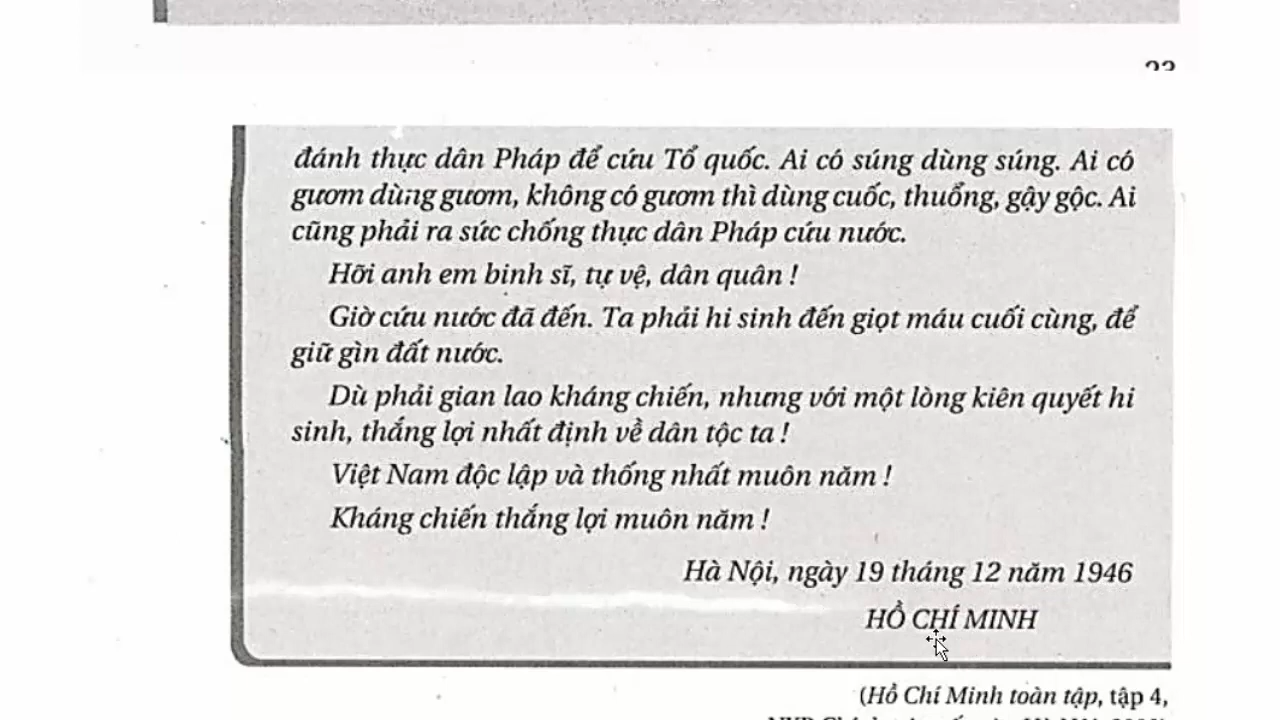 đánh thực dân Pháp để cứu Tổ quốc. Ai có súng dùng súng. Ai có
gươm dùng gươm, không có gươm thì dùng cuốc, thuổng, gậy gộc. Ai
cũng phải ra sức chống thực dân Pháp cứu nước.
Hỡi anh em binh sĩ, tự vệ, dân quân !
Giờ cứu nước đã đến. Ta phải hi sinh đến giọt máu cuối cùng, để
giữ gìn đất nước.
Dù phải gian lao kháng chiến, nhưng với một lòng kiên quyết hi
sinh, thắng lợi nhất định về dân tộc ta !
Việt Nam độc lập và thống nhất muôn năm !
Kháng chiến thắng lợi muôn năm !
Hà Nội, ngày 19 tháng 12 năm 1946
HỒ CHÍ MINH
(Hồ Chí Minh toàn tập, tập 4,